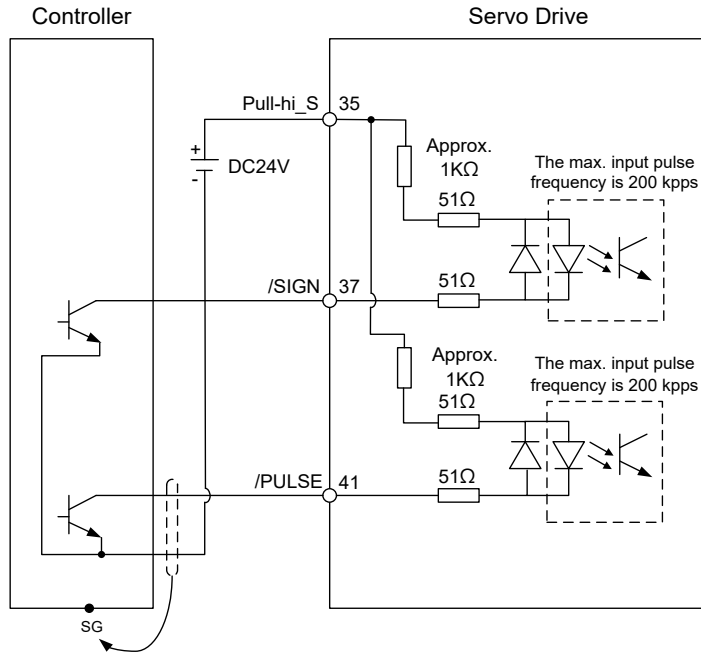 Controller
Servo Drive
Pull-hi_S
35
+
-
DC24V
Approx.
1KΩ
51Ω
The max. input pulse
frequency is 200 kpps
/SIGN
37
51Ω
Approx.
1KΩ
51Ω
The max. input pulse
frequency is 200 kpps
/PULSE
41
51Ω
SG